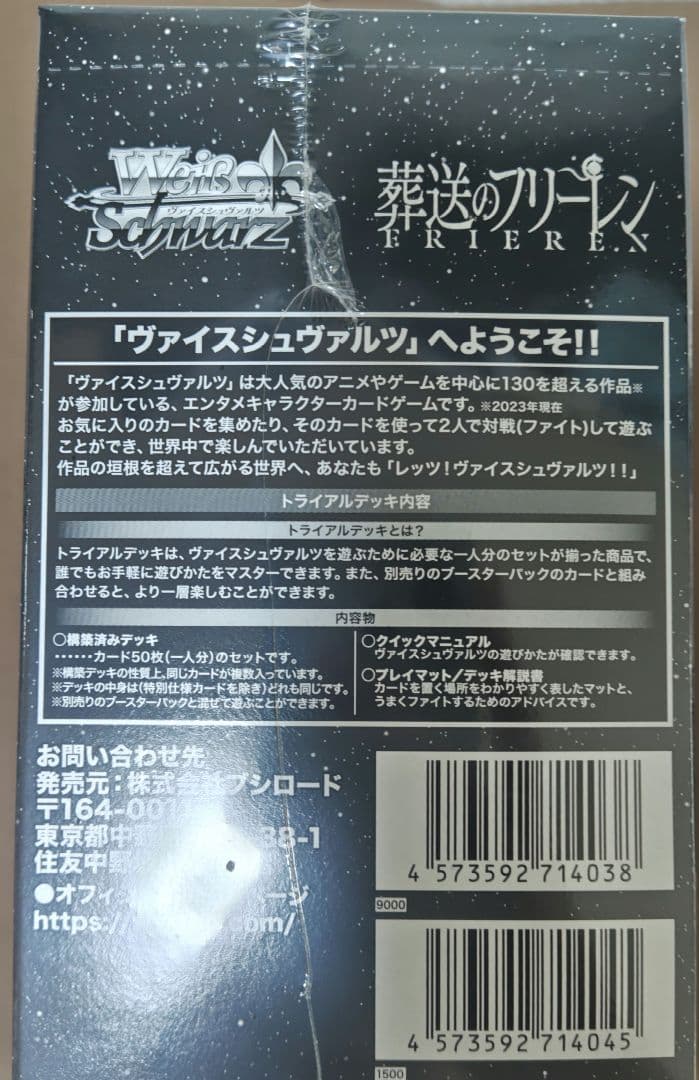 Weiß
ヴァイスシュヴァルツ
Schwarz
葬送のフリーレン
FRIEREN
「ヴァイスシュヴァルツ」へようこそ!!
「ヴァイスシュヴァルツ」は大人気のアニメやゲームを中心に130を超える作品※
が参加している、エンタメキャラクターカードゲームです。※2023年現在
お気に入りのカードを集めたり、そのカードを使って2人で対戦(ファイト)して遊ぶ
ことができ、世界中で楽しんでいただいています。
作品の垣根を超えて広がる世界へ、あなたも「レッツ!ヴァイスシュヴァルツ!!」
トライアルデッキ内容
トライアルデッキとは?
トライアルデッキは、ヴァイスシュヴァルツを遊ぶために必要な一人分のセットが揃った商品で、
誰でもお手軽に遊びかたをマスターできます。また、別売りのブースターパックのカードと組み
合わせると、より一層楽しむことができます。
内容物
○構築済みデッキ
……カード50枚(一人分)のセットです。
※構築デッキの性質上、同じカードが複数入っています。
※デッキの中身は(特別仕様カードを除き)どれも同じです。
※別売りのブースターパックと混ぜて遊ぶことができます。
○クイックマニュアル
ヴァイスシュヴァルツの遊びかたが確認できます。
○プレイマット/デッキ解説書
カードを置く場所をわかりやすく表したマットと、
うまくファイトするためのアドバイスです。
お問い合わせ先
発売元:株式会社ブシロード
〒164-00
東京都中 38-1
住友中野
●オフィ ージ
https:// com/
4 573592 714038
9000
4 573592 714045
1500